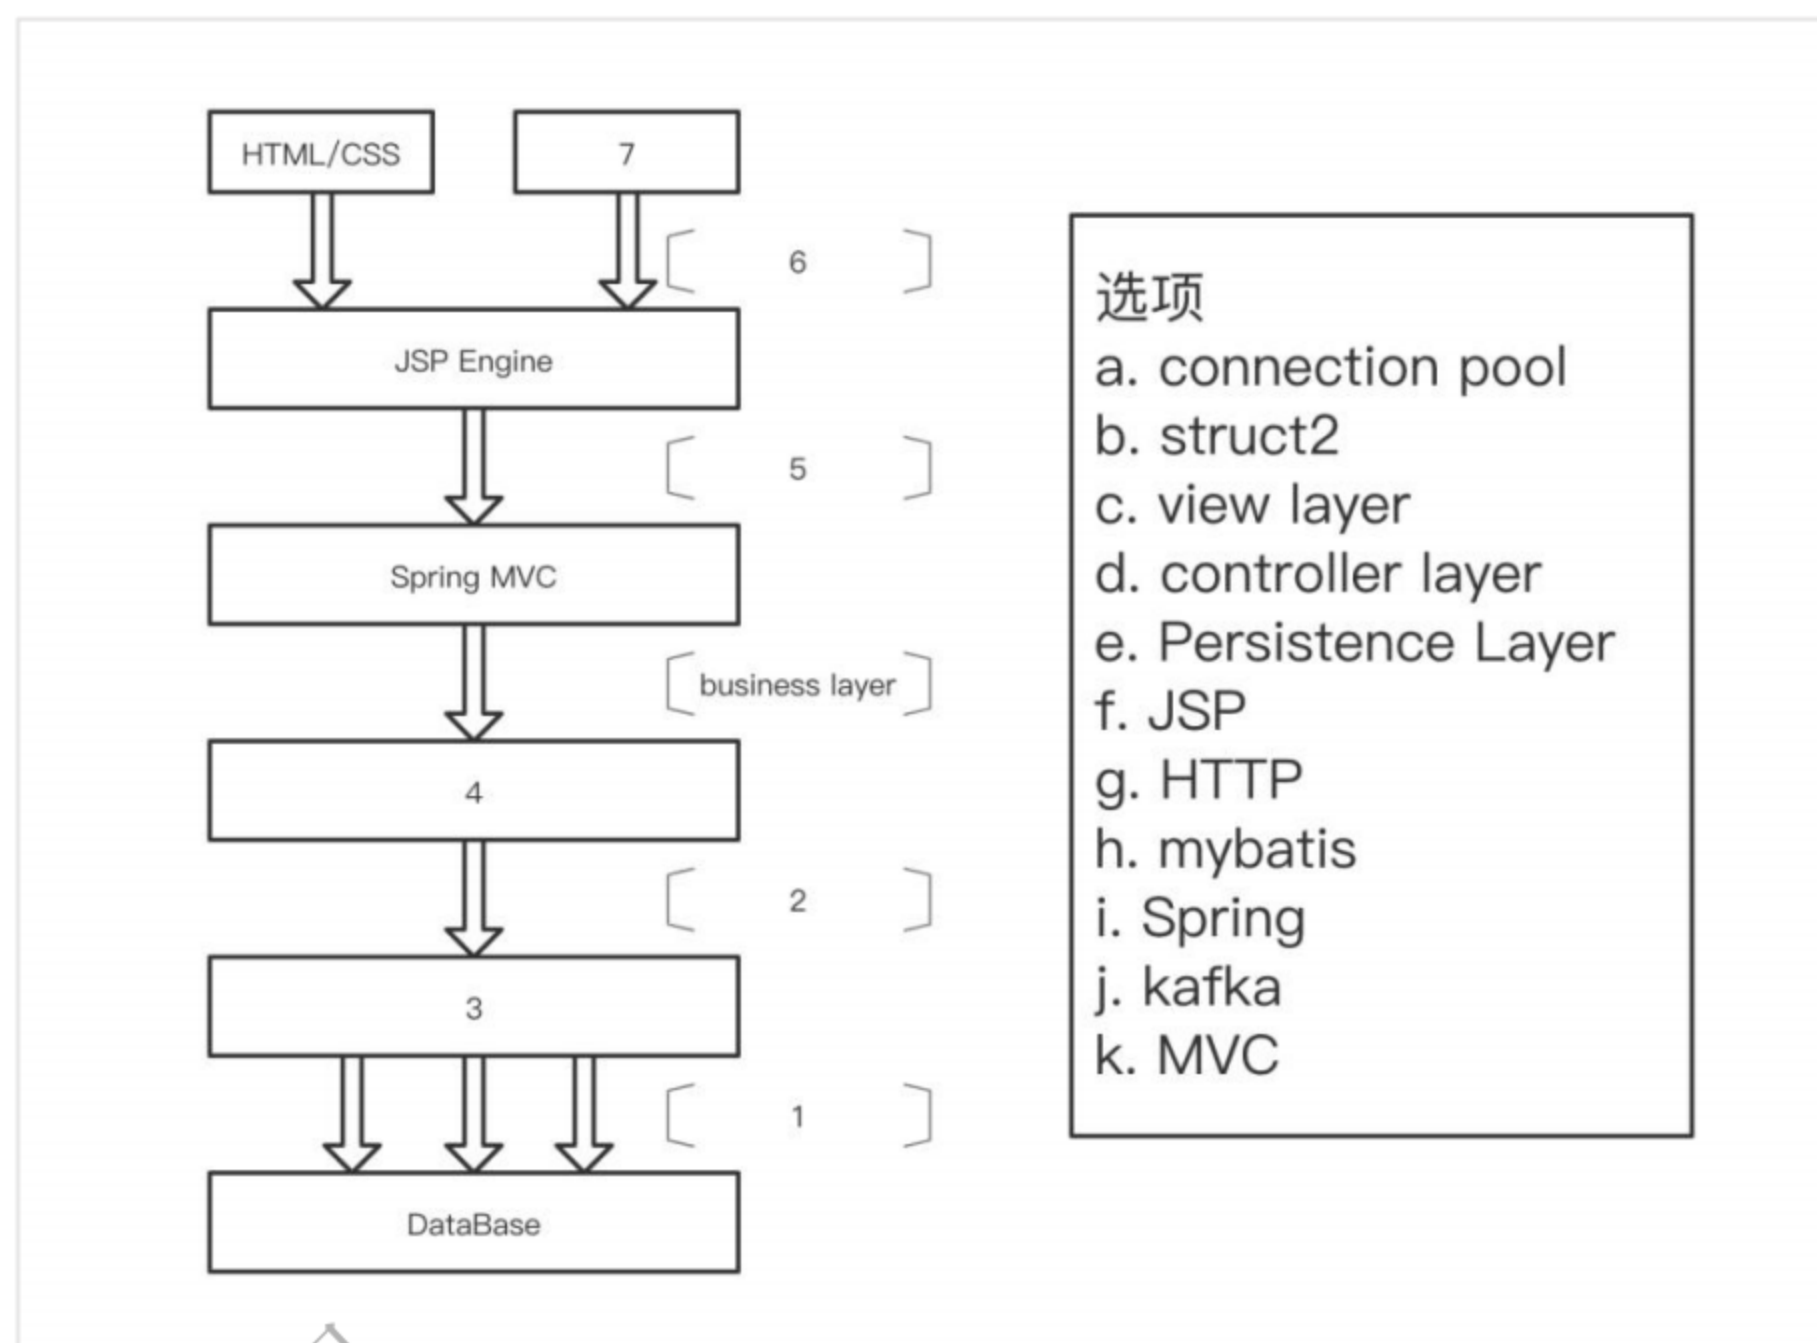 HTML/CSS
7
6
JSP Engine
5
Spring MVC
business layer
4
2
3
1
DataBase
选项
a. connection pool
b. struct2
c. view layer
d. controller layer
e. Persistence Layer
f. JSP
g. HTTP
h. mybatis
i. Spring
j. kafka
k. MVC